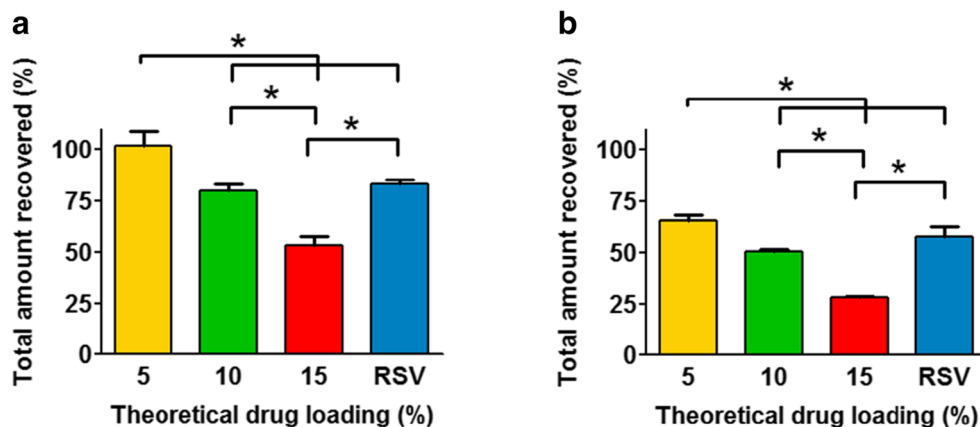 a
*
*
*
Total amount recovered (%)
100
75
50
25
0
5 10 15 RSV
Theoretical drug loading (%)
b
*
*
*
Total amount recovered (%)
100
75
50
25
0
5 10 15 RSV
Theoretical drug loading (%)